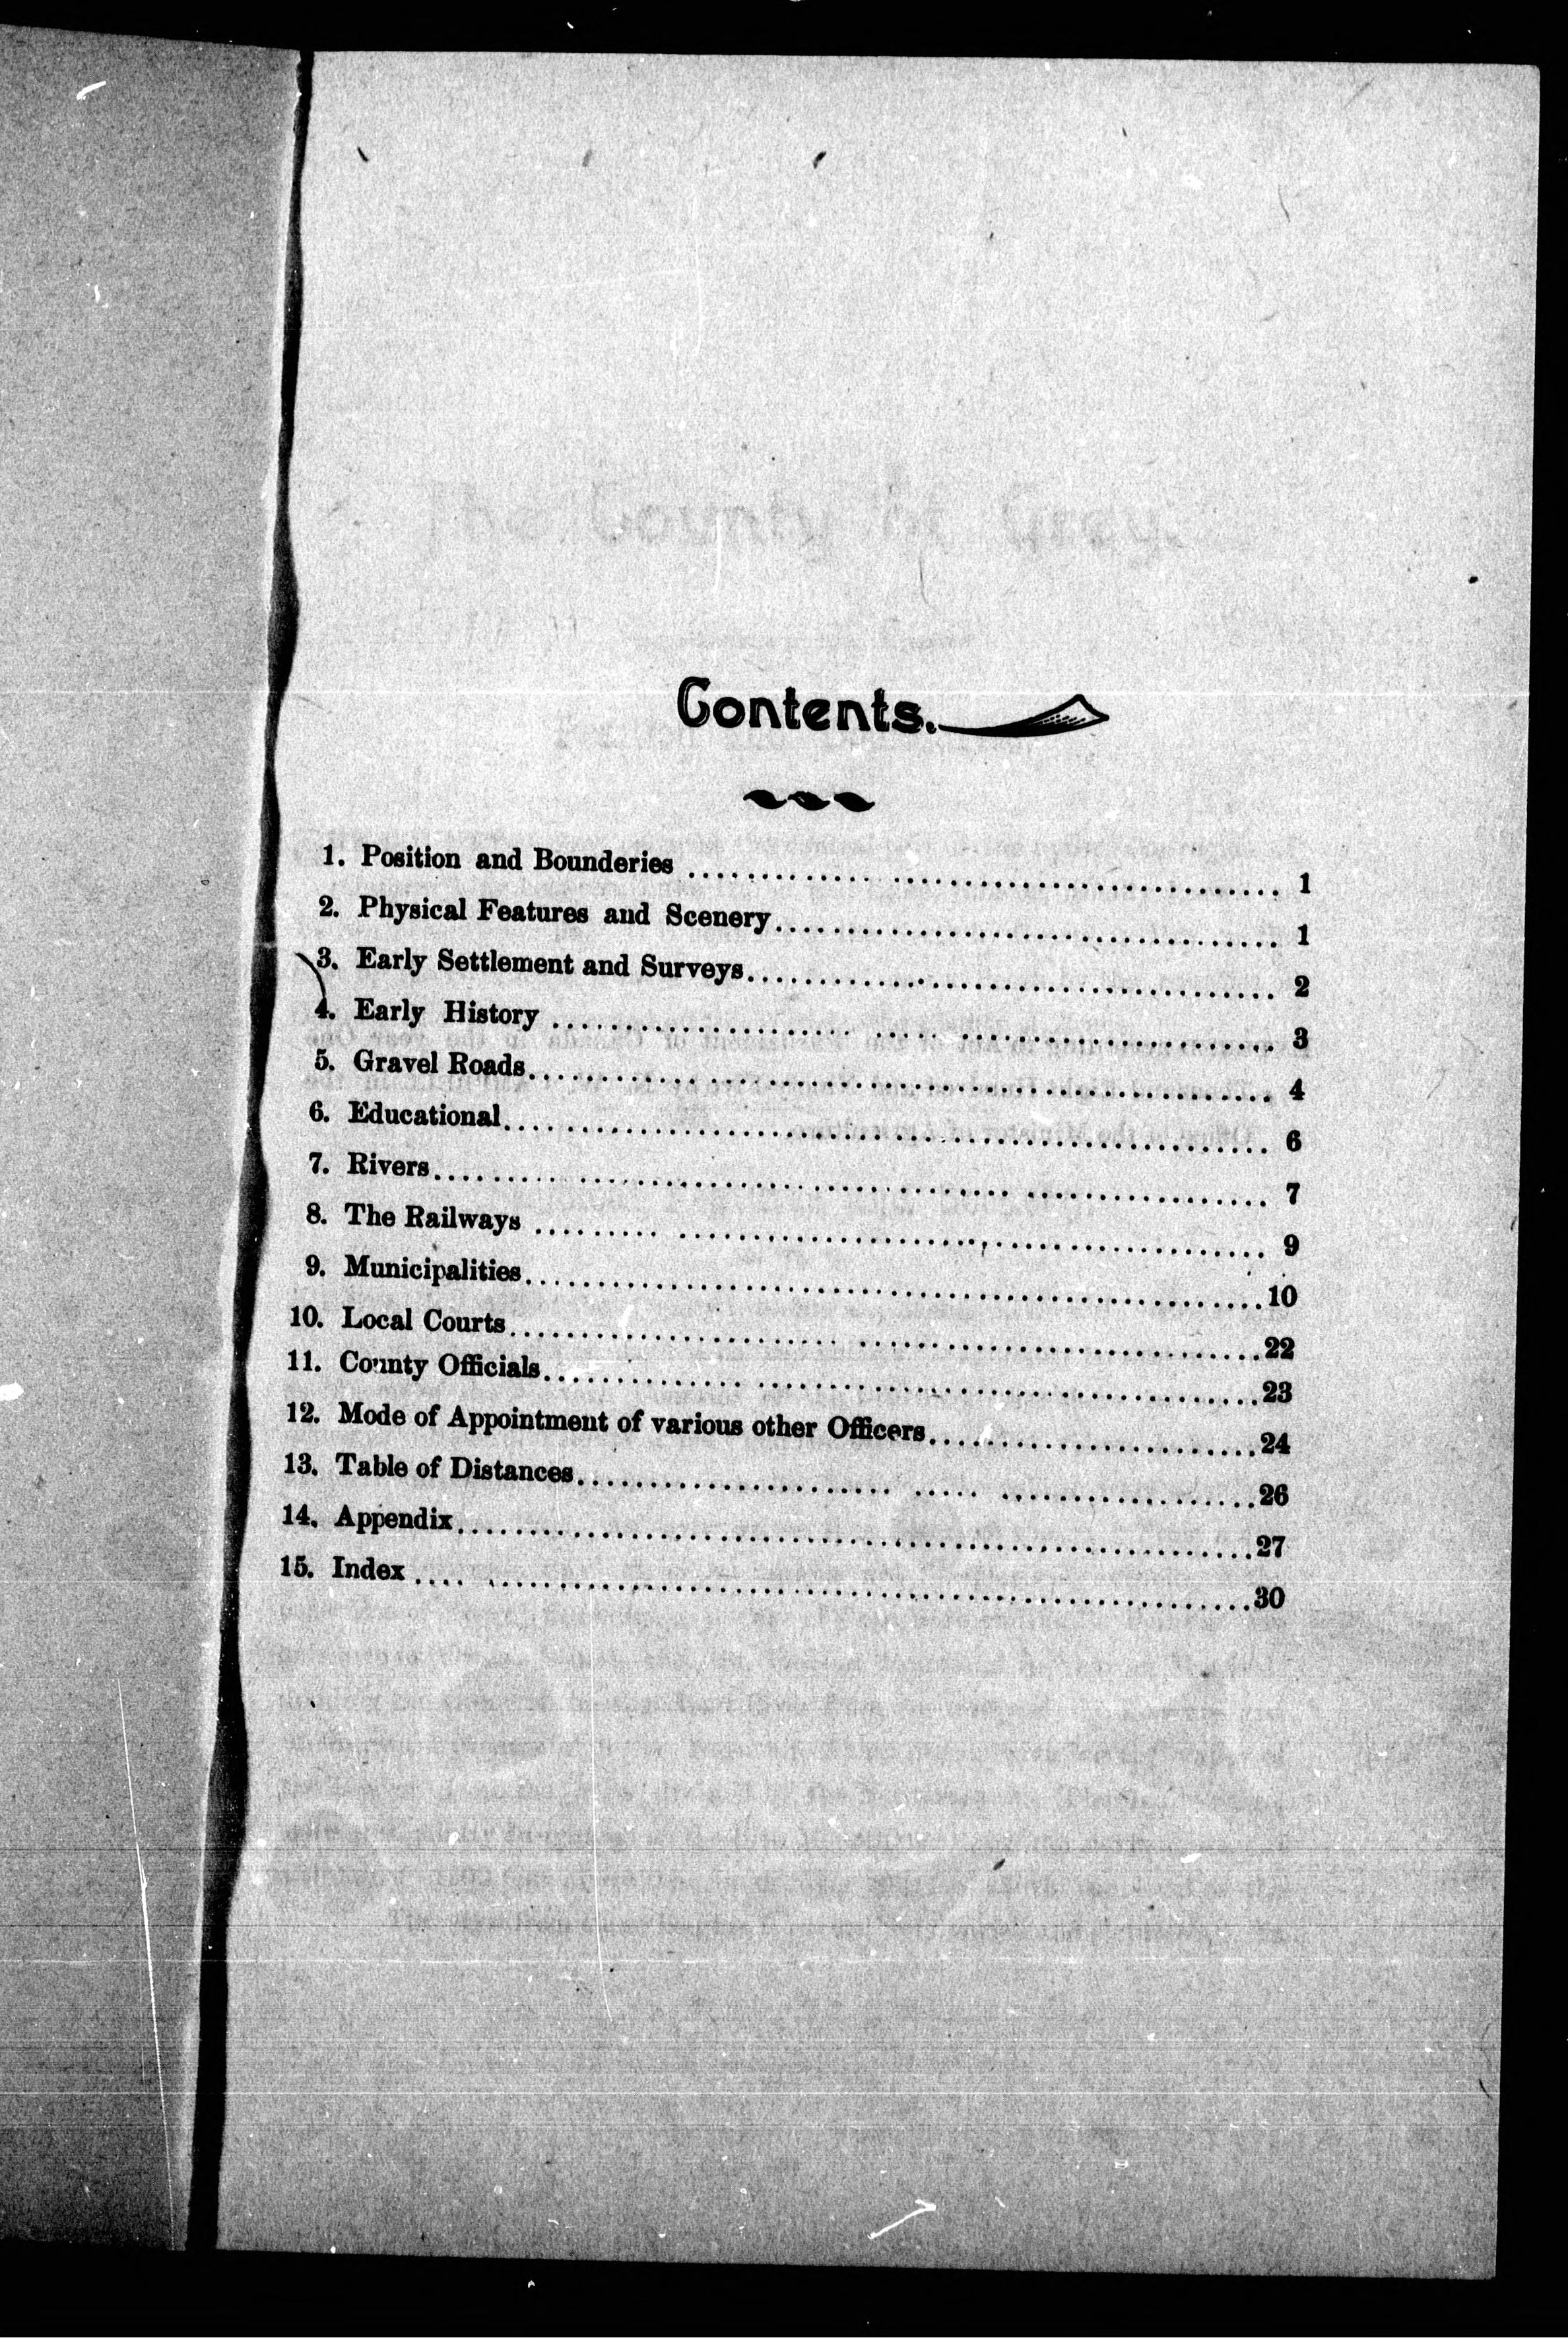 Contents.
1. Position and Bounderies ........................................ 1
2. Physical Features and Scenery........................................ 1
3. Early Settlement and Surveys........................................ 2
4. Early History ........................................ 3
5. Gravel Roads........................................ 4
6. Educational........................................ 6
7. Rivers........................................ 7
8. The Railways ........................................ 9
9. Municipalities........................................10
10. Local Courts........................................22
11. County Officials........................................23
12. Mode of Appointment of various other Officers........................................24
13. Table of Distances........................................26
14. Appendix........................................27
15. Index ........................................30